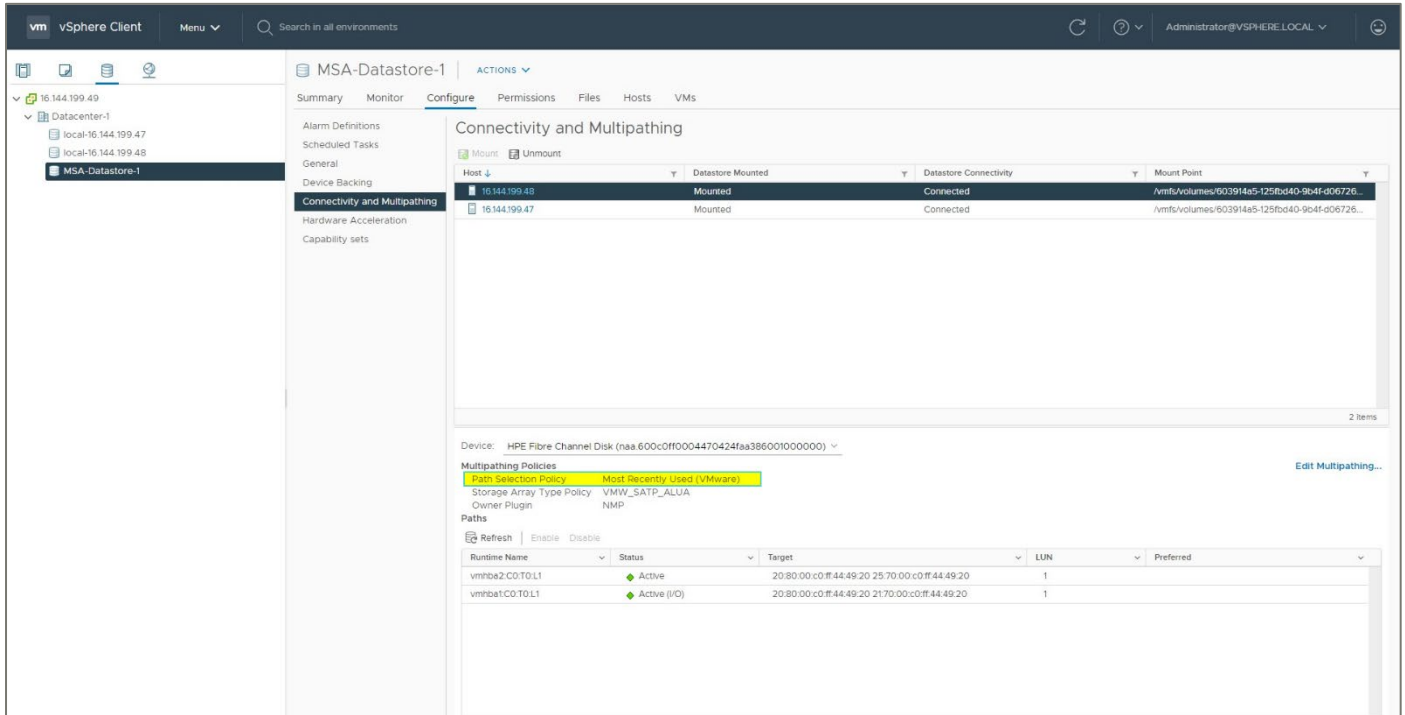 vm vSphere Client Menu Search in all environments Administrator@VSPHERE.LOCAL
16.144.199.49
Datacenter-1
local-16.144.199.47
local-16.144.199.48
MSA-Datastore-1
MSA-Datastore-1 ACTIONS
Summary Monitor Configure Permissions Files Hosts VMs
Alarm Definitions
Scheduled Tasks
General
Device Backing
Connectivity and Multipathing
Hardware Acceleration
Capability sets
Connectivity and Multipathing
Mount Unmount
Host Datastore Mounted Datastore Connectivity Mount Point
16.144.199.48 Mounted Connected /vmfs/volumes/603914a5-125fbd40-9b4f-d06726...
16.144.199.47 Mounted Connected /vmfs/volumes/603914a5-125fbd40-9b4f-d06726...
2 items
Device: HPE Fibre Channel Disk (naa.600c0ff0004470424faa386001000000)
Multipathing Policies Edit Multipathing...
Path Selection Policy Most Recently Used (VMware)
Storage Array Type Policy VMW_SATP_ALUA
Owner Plugin NMP
Paths
Refresh Enable Disable
Runtime Name Status Target LUN Preferred
vmhba2:C0:T0:L1 Active 20:80:00:c0:ff:44:49:20 25:70:00:c0:ff:44:49:20 1
vmhba1:C0:T0:L1 Active (I/O) 20:80:00:c0:ff:44:49:20 21:70:00:c0:ff:44:49:20 1